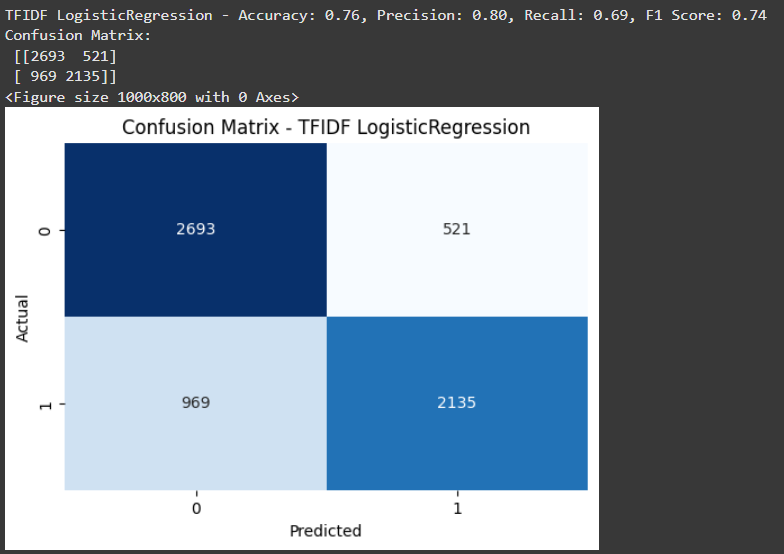 TFIDF LogisticRegression - Accuracy: 0.76, Precision: 0.80, Recall: 0.69, F1 Score: 0.74
Confusion Matrix:
[[2693  521]
[ 969 2135]]
<Figure size 1000x800 with 0 Axes>
Confusion Matrix - TFIDF LogisticRegression
0
2693
521
Actual
1
969
2135
0
1
Predicted